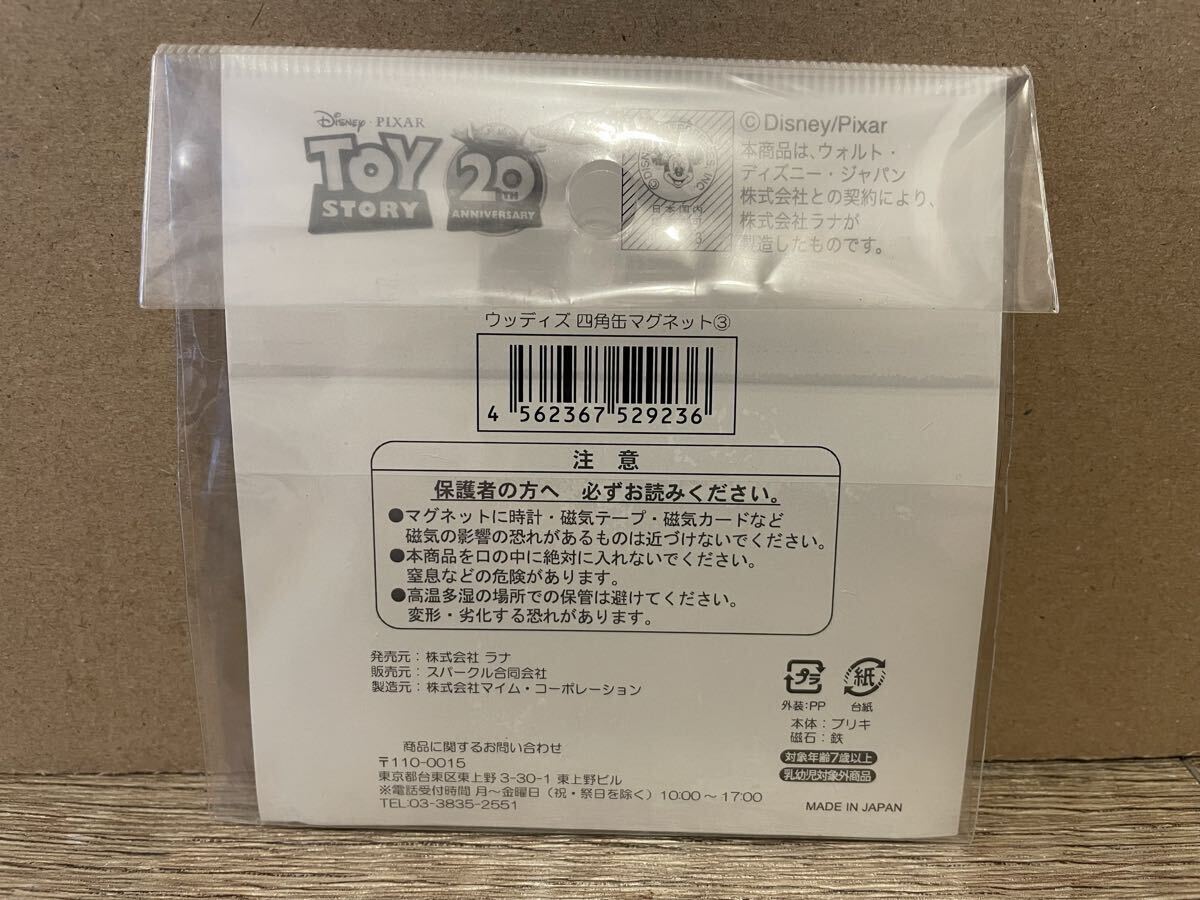 Disney・PIXAR
TOY
STORY
20TH
ANNIVERSARY
©Disney/Pixar
本商品は、ウォルト・
ディズニー・ジャパン
株式会社との契約により、
株式会社ラナが
製造したものです。
日本国内
ウッディズ 四角缶マグネット③
4 562367 529236
注 意
保護者の方へ 必ずお読みください。
●マグネットに時計・磁気テープ・磁気カードなど
磁気の影響の恐れがあるものは近づけないでください。
●本商品を口の中に絶対に入れないでください。
窒息などの危険があります。
●高温多湿の場所での保管は避けてください。
変形・劣化する恐れがあります。
発売元：株式会社 ラナ
販売元：スパークル合同会社
製造元：株式会社マイム・コーポレーション
プラ
紙
外装:PP
台紙
本体：ブリキ
磁石：鉄
対象年齢7歳以上
乳幼児対象外商品
商品に関するお問い合わせ
〒110-0015
東京都台東区東上野 3-30-1 東上野ビル
※電話受付時間 月～金曜日（祝・祭日を除く）10:00～17:00
TEL:03-3835-2551
MADE IN JAPAN